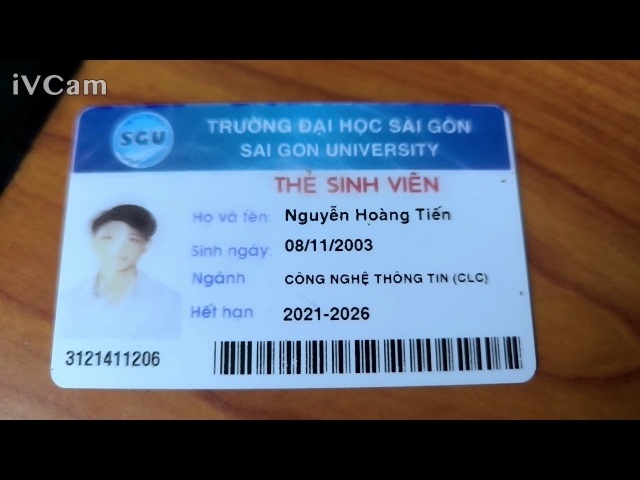 iVCam
SGU
TRƯỜNG ĐẠI HỌC SÀI GÒN
SAI GON UNIVERSITY
THẺ SINH VIÊN
Họ và tên: Nguyễn Hoàng Tiến
Sinh ngày: 08/11/2003
Ngành CÔNG NGHỆ THÔNG TIN (CLC)
Hết hạn : 2021-2026
3121411206